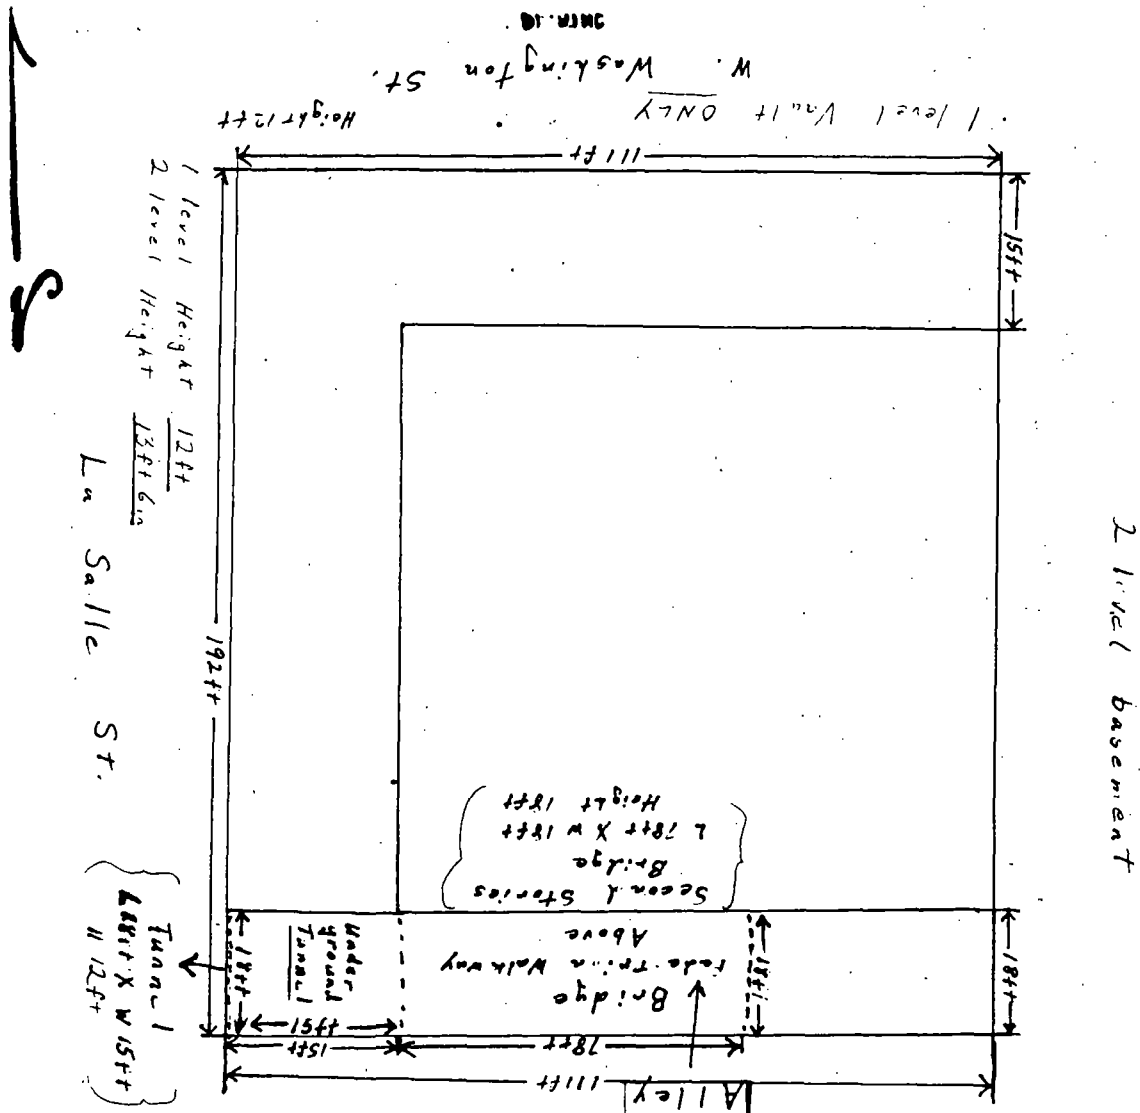 W. Washington St.
1 level Vault ONLY
Height 12ft
111 ft
15ft
1 level Height 12ft
2 level Height 13ft 6in
La Salle St.
192ft
2 level basement
Second Stories
Bridge
L 78ft X W 18ft
Height 18ft
Bridge
Walkway
Above
Under
ground
Tunnel
18ft
15ft
18ft
18ft
15ft
78ft
111ft
Alley
Tunnel
X W 15ft
H 12ft